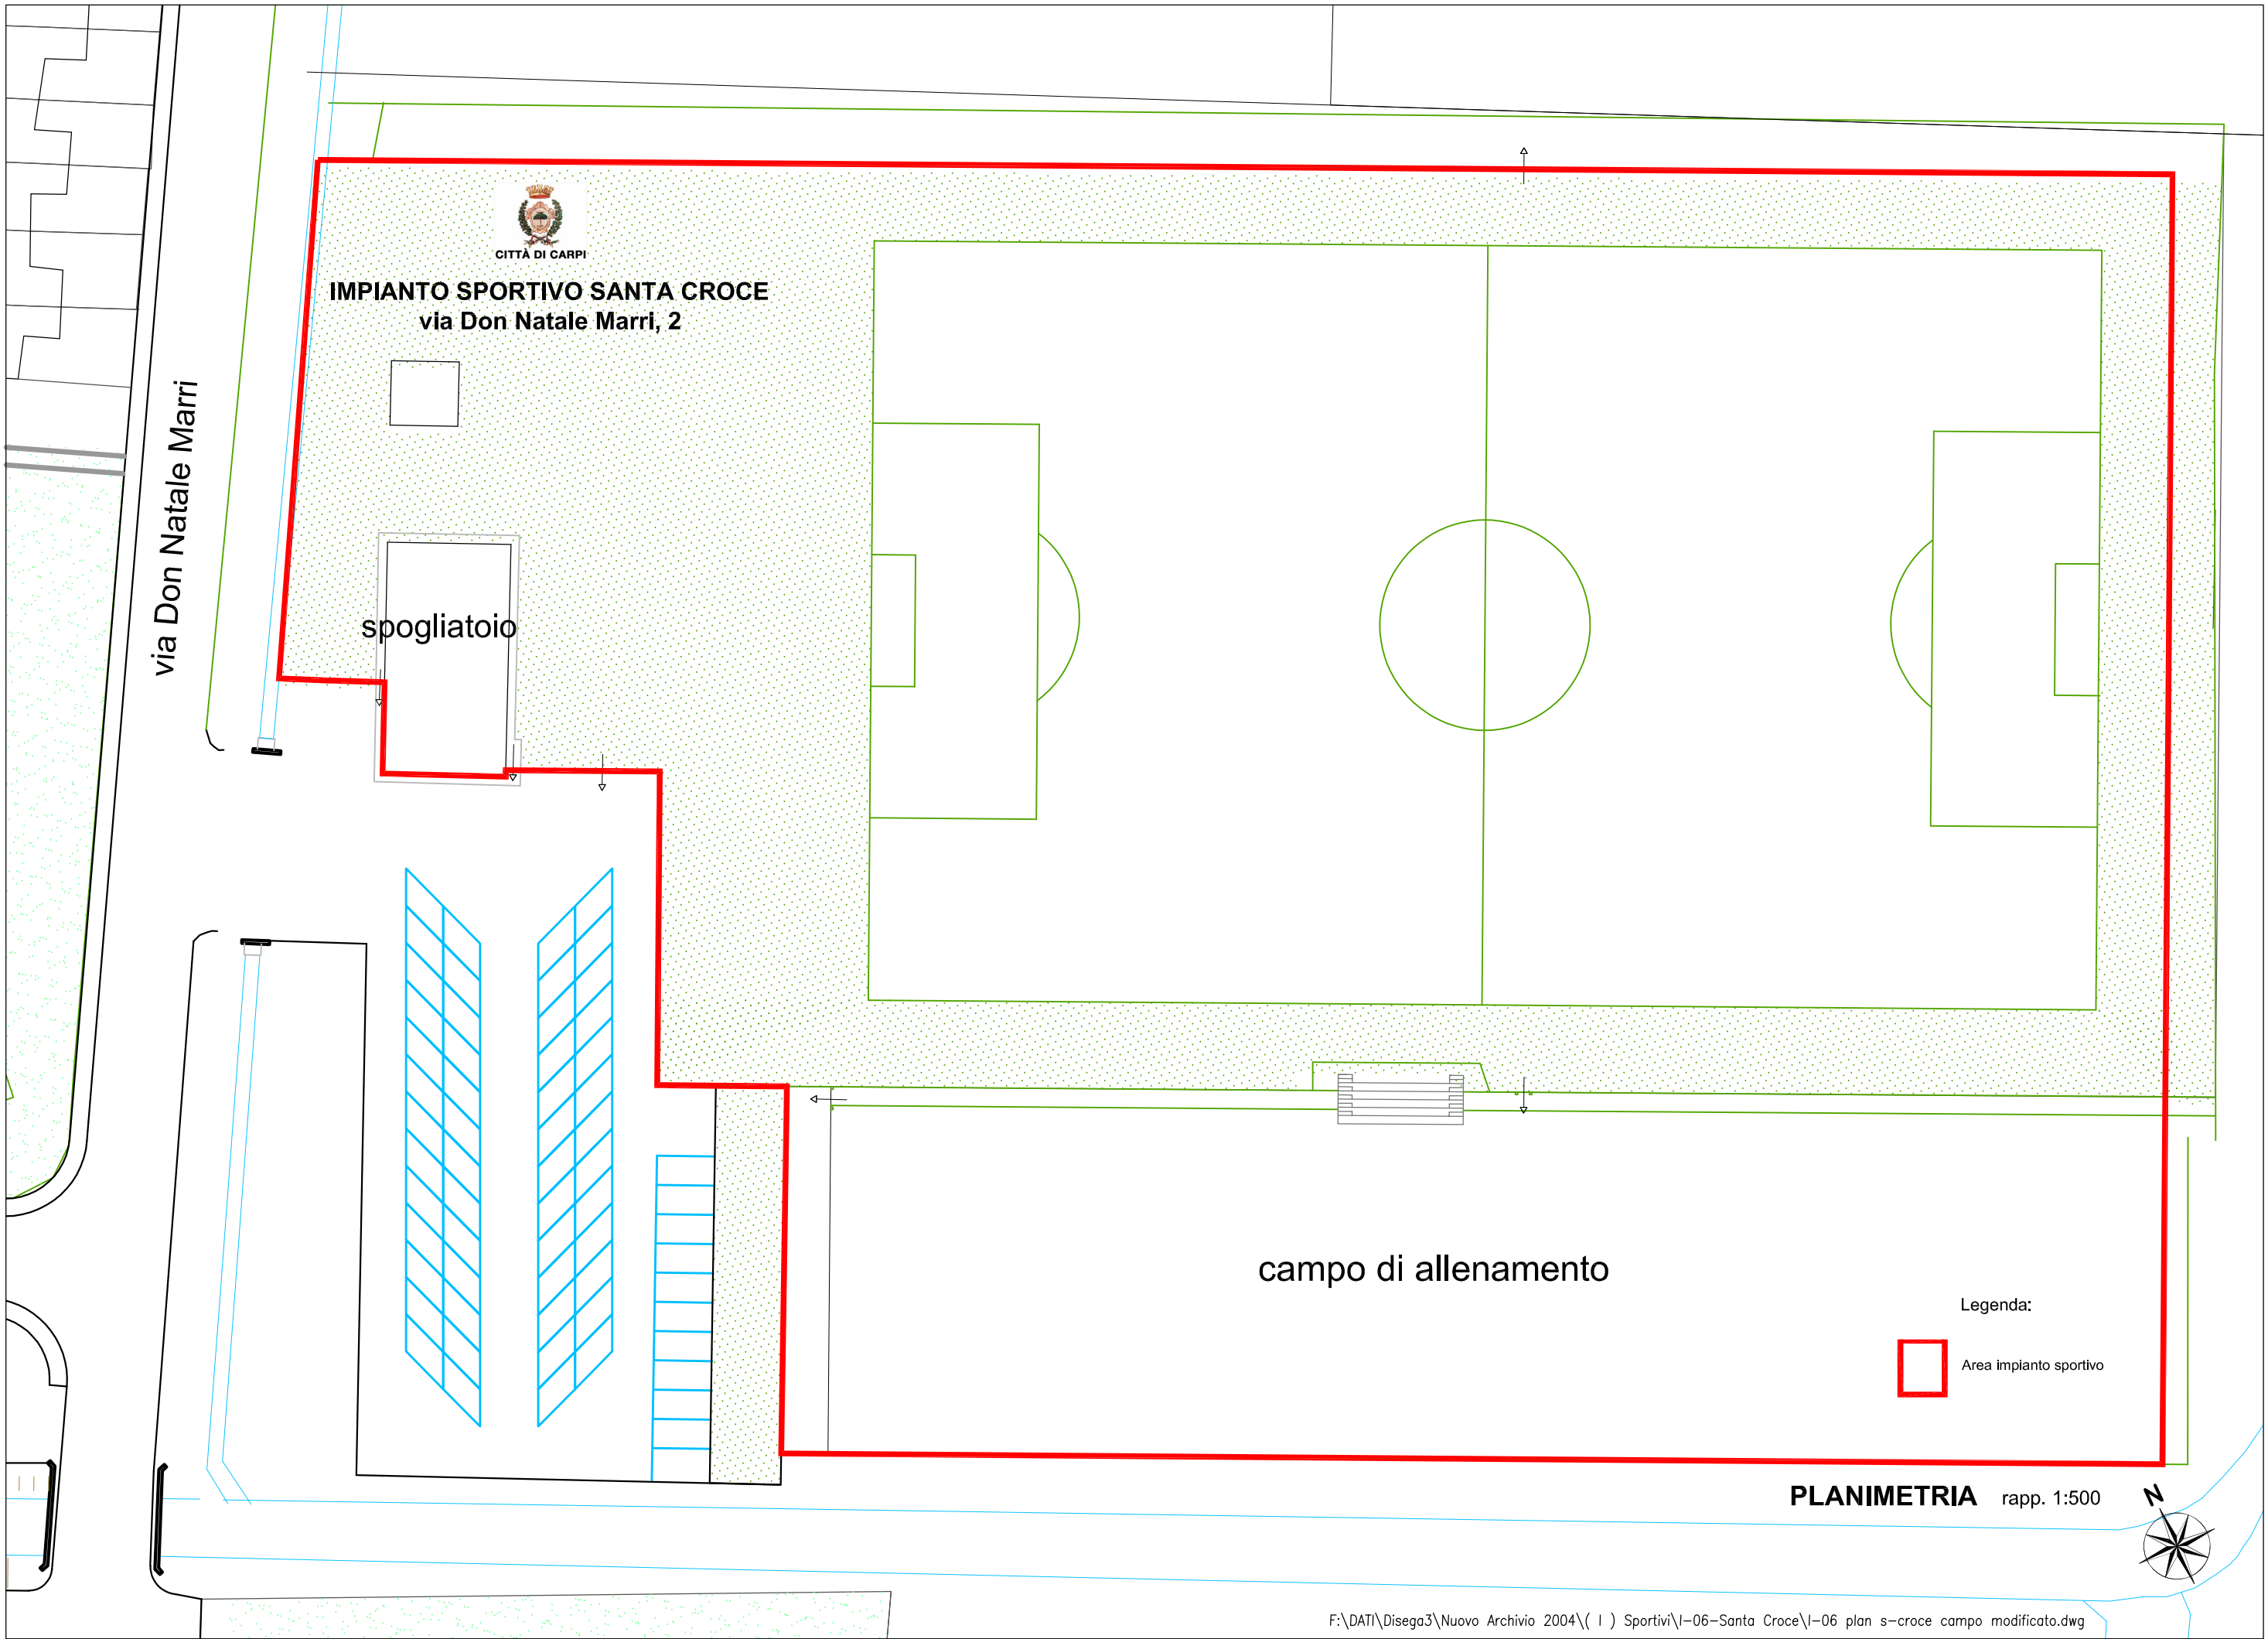 CITTÀ DI CARPI
IMPIANTO SPORTIVO SANTA CROCE
via Don Natale Marri, 2
via Don Natale Marri
spogliatoio
campo di allenamento
Legenda:
Area impianto sportivo
PLANIMETRIA rapp. 1:500
N
F:\DATI\Disega3\Nuovo Archivio 2004\( I ) Sportivi\I-06-Santa Croce\I-06 plan s-croce campo modificato.dwg